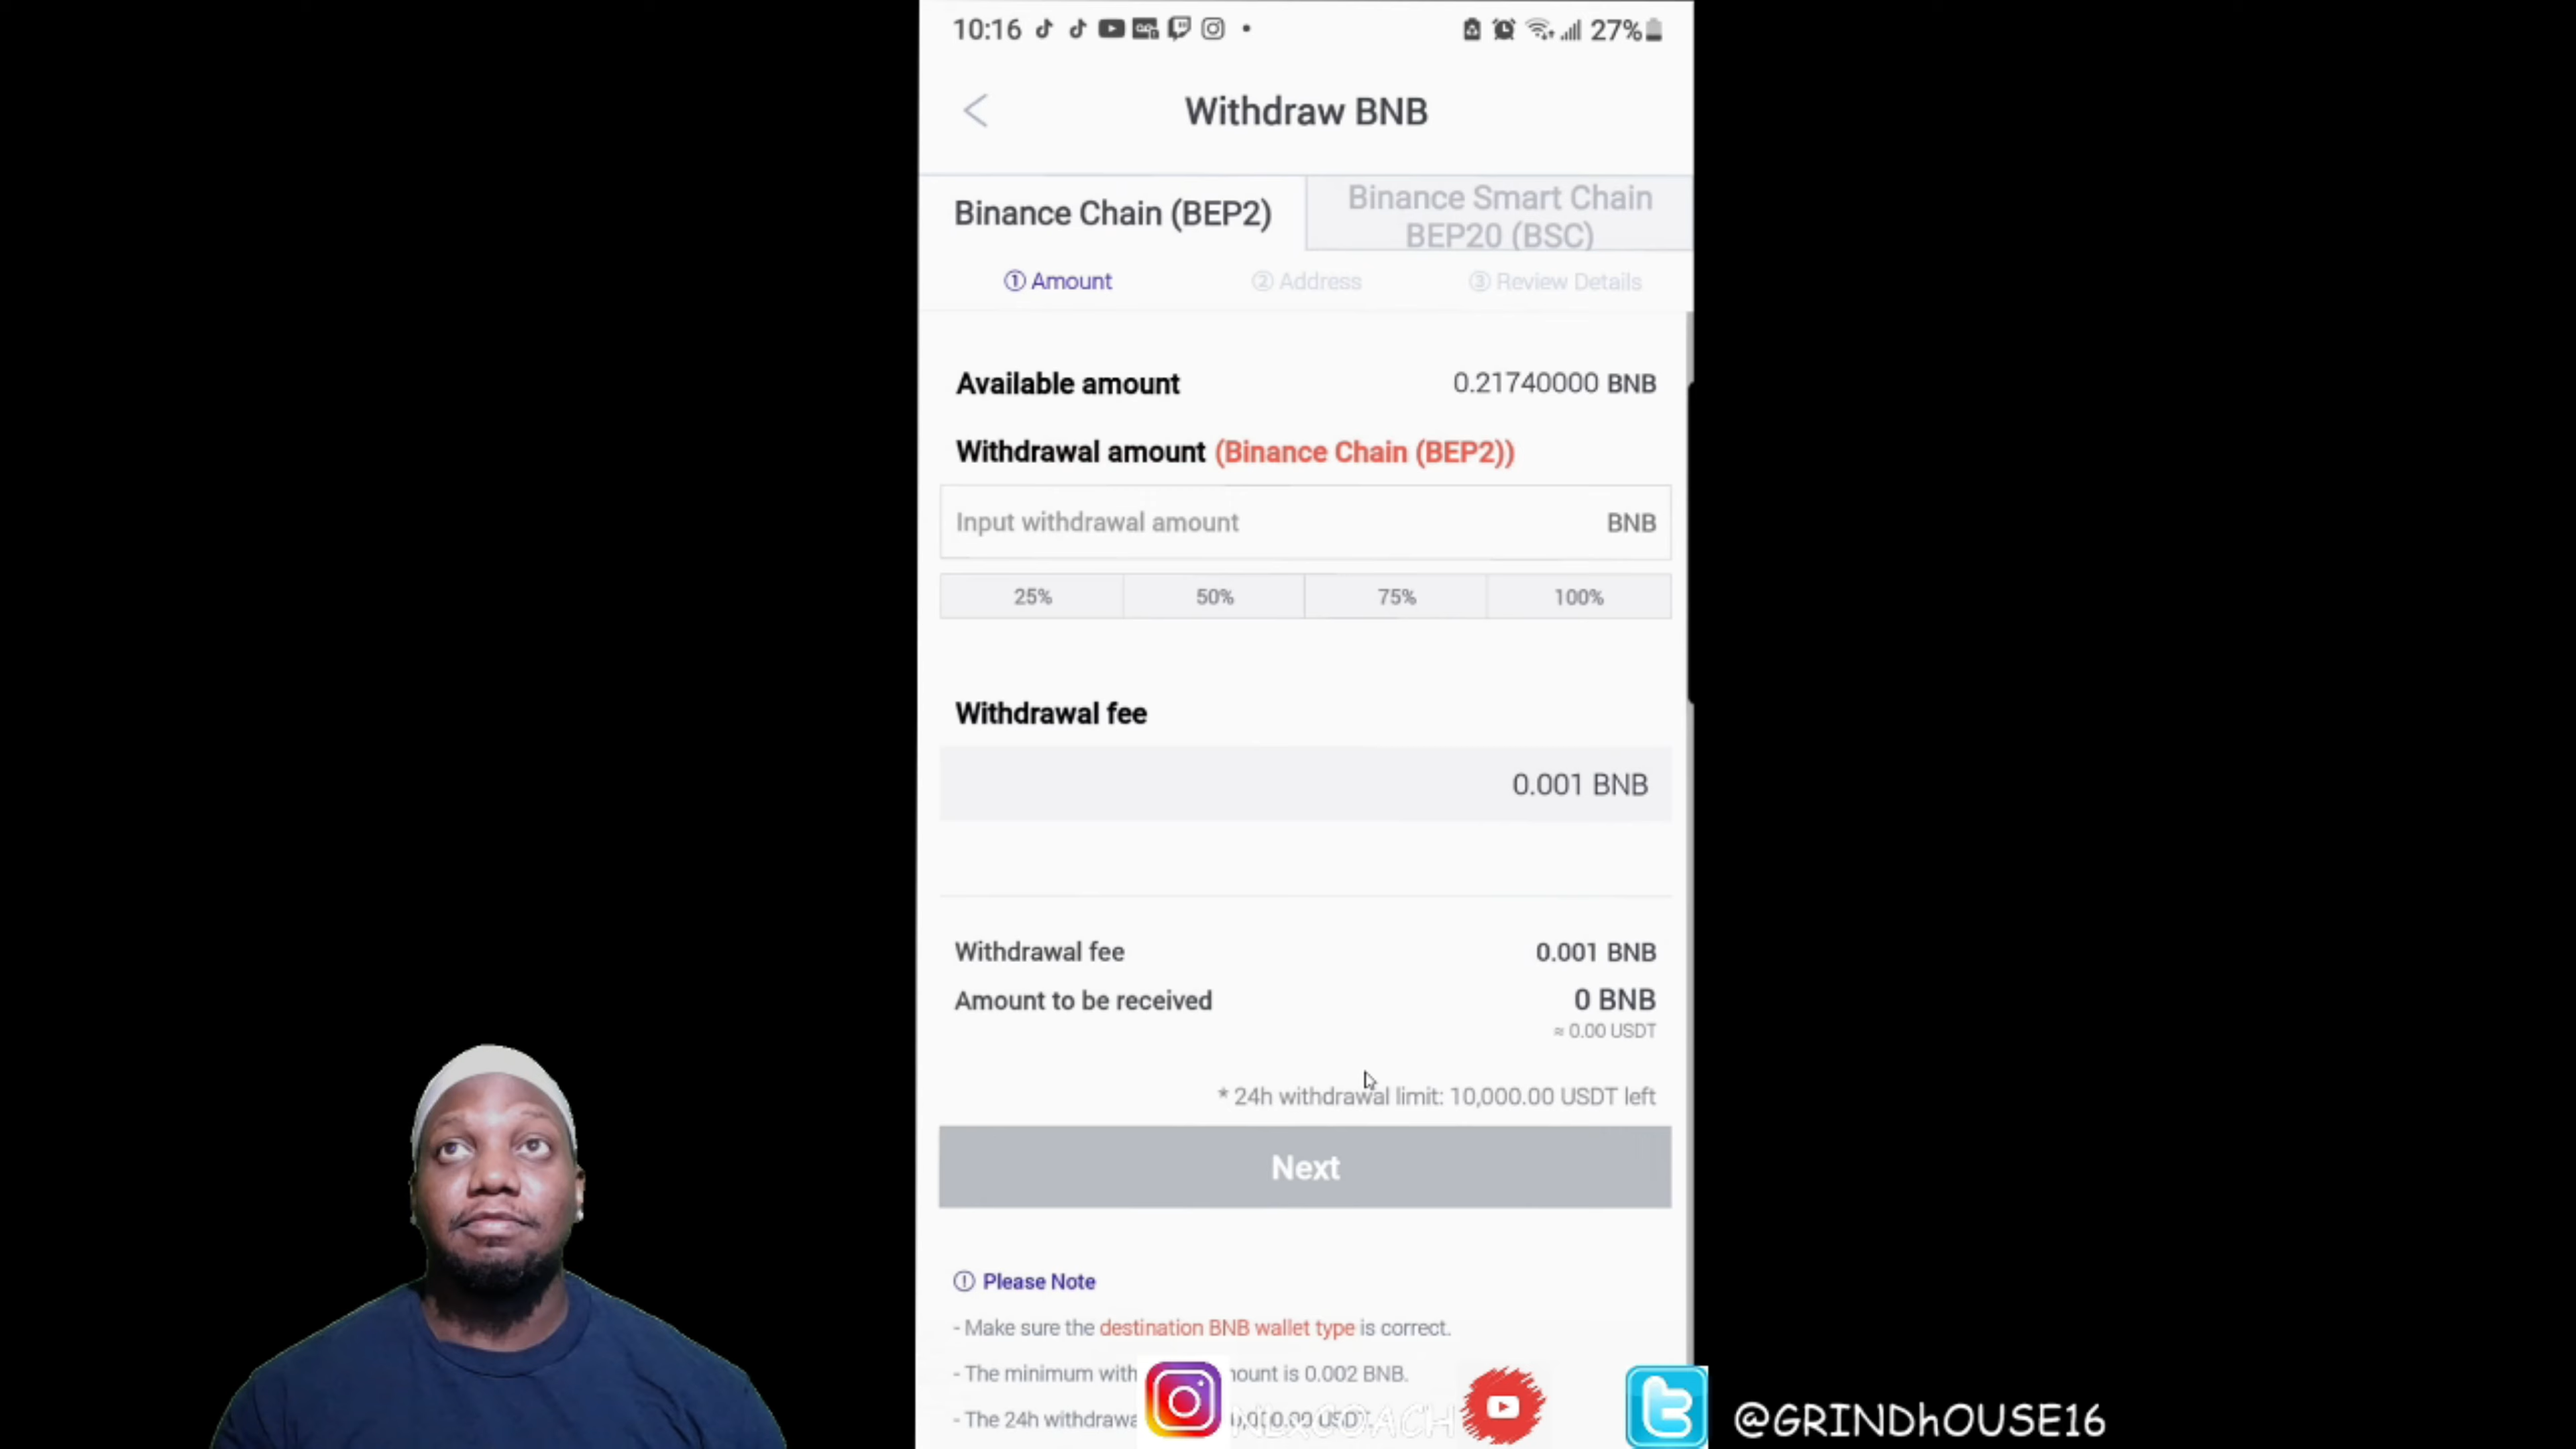 10:16 27%
Withdraw BNB
Binance Chain (BEP2)
Binance Smart Chain
BEP20 (BSC)
① Amount ② Address ③ Review Details
Available amount 0.21740000 BNB
Withdrawal amount (Binance Chain (BEP2))
Input withdrawal amount BNB
25% 50% 75% 100%
Withdrawal fee
0.001 BNB
Withdrawal fee 0.001 BNB
Amount to be received 0 BNB
≈ 0.00 USDT
* 24h withdrawal limit: 10,000.00 USDT left
Next
Please Note
- Make sure the destination BNB wallet type is correct.
- The minimum is 0.002 BNB.
- The 24h USDT
@GRINDhOUSE16